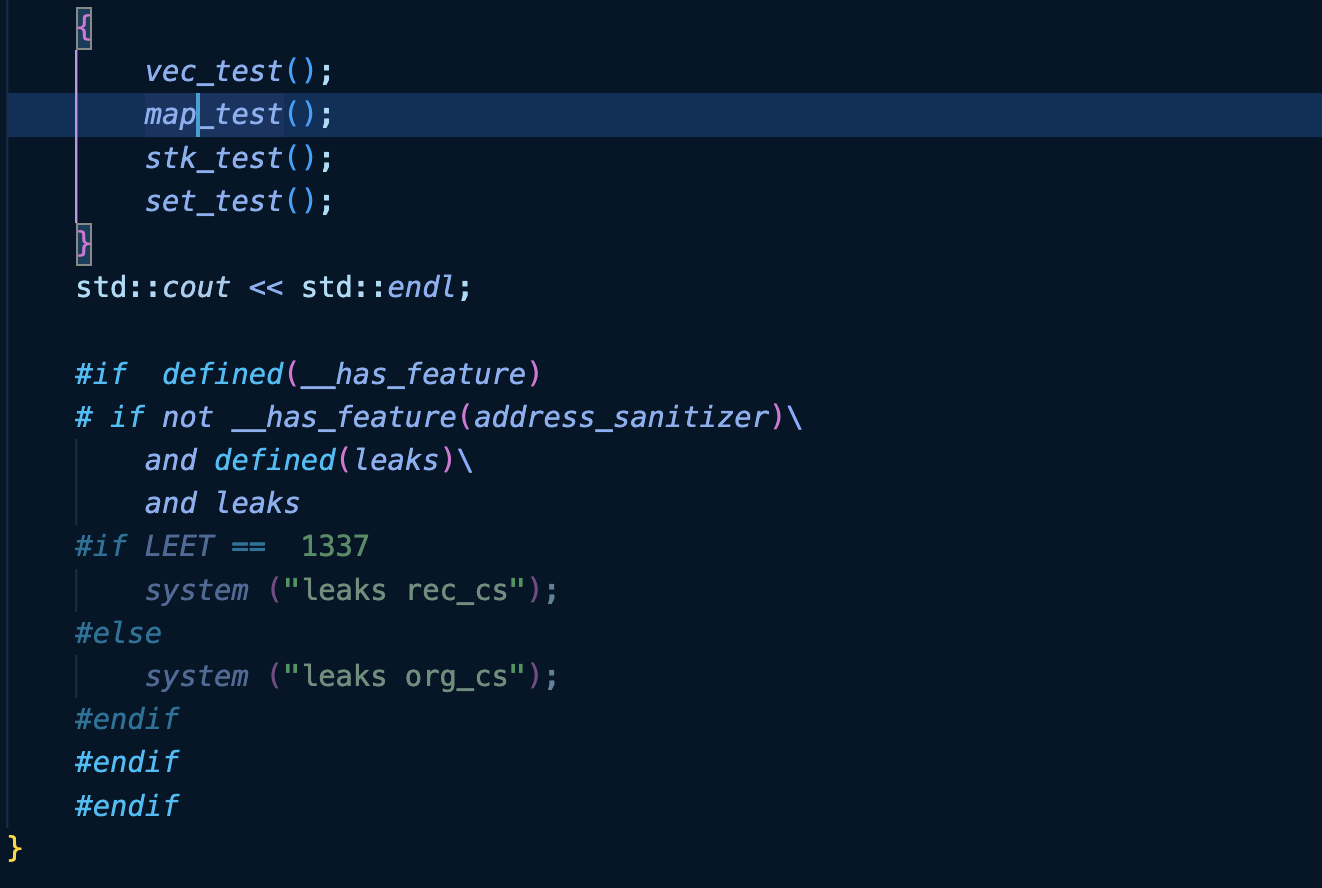 {
    vec_test();
    map_test();
    stk_test();
    set_test();
}
std::cout << std::endl;
#if  defined(__has_feature)
# if not __has_feature(address_sanitizer)\
    and defined(leaks)\
    and leaks
#if LEET ==  1337
    system ("leaks rec_cs");
#else
    system ("leaks org_cs");
#endif
#endif
#endif
}